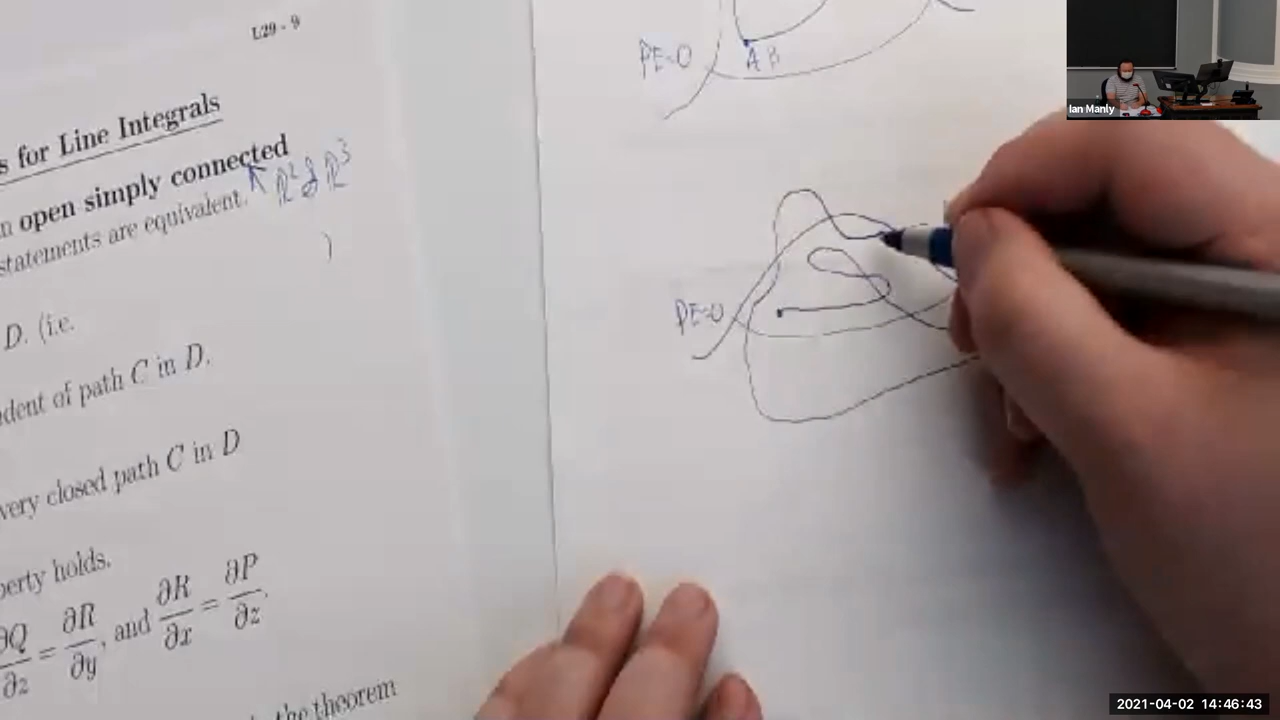 L29 - 9
s for Line Integrals
n open simply connected
ℝ² & ℝ³
statements are equivalent.
D. (i.e.
dent of path C in D.
very closed path C in D
perty holds.
∂Q/∂z = ∂R/∂y, and ∂R/∂x = ∂P/∂z.
the theorem
PE=0
A B
PE=0
Ian Manly
2021-04-02 14:46:43